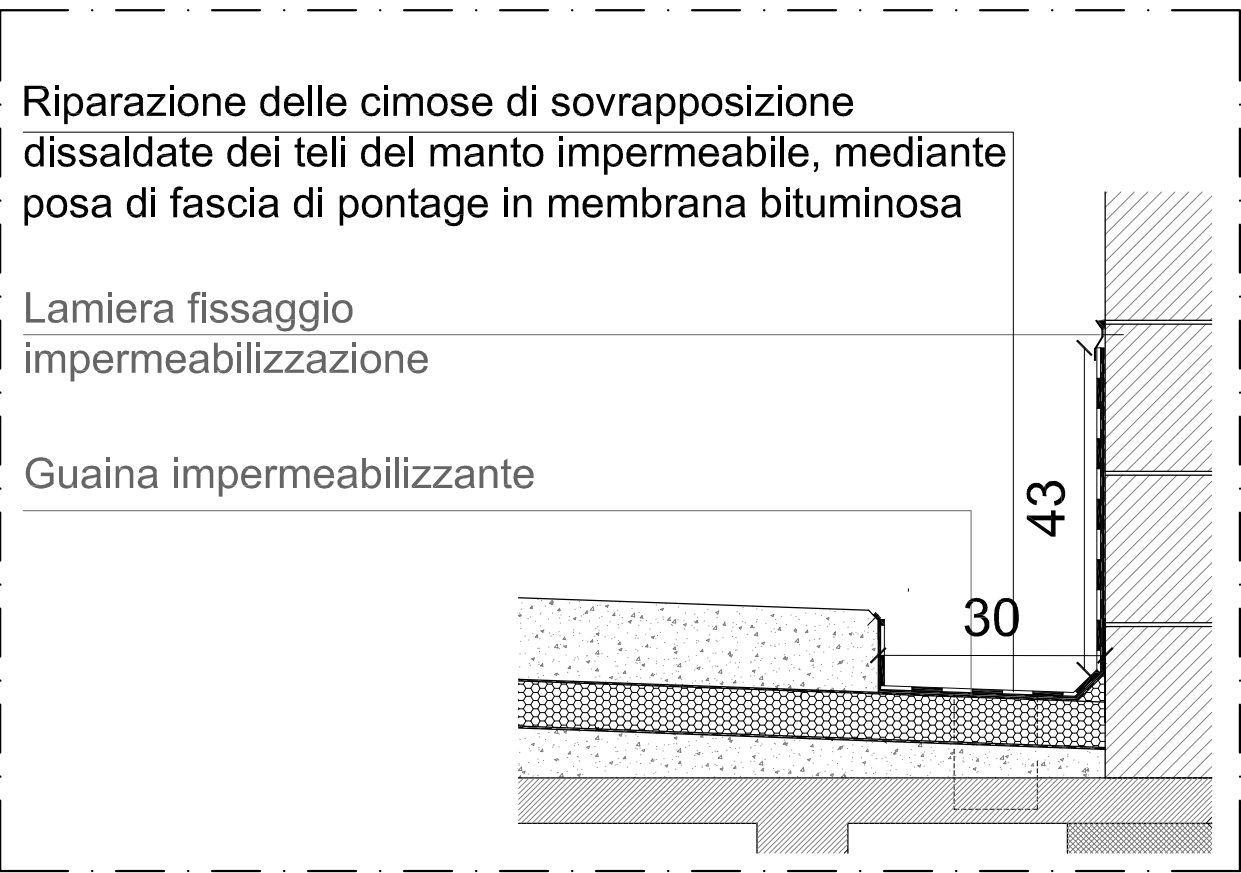 Riparazione delle cimose di sovrapposizione
dissaldate dei teli del manto impermeabile, mediante
posa di fascia di pontage in membrana bituminosa
Lamiera fissaggio
impermeabilizzazione
Guaina impermeabilizzante
43
30